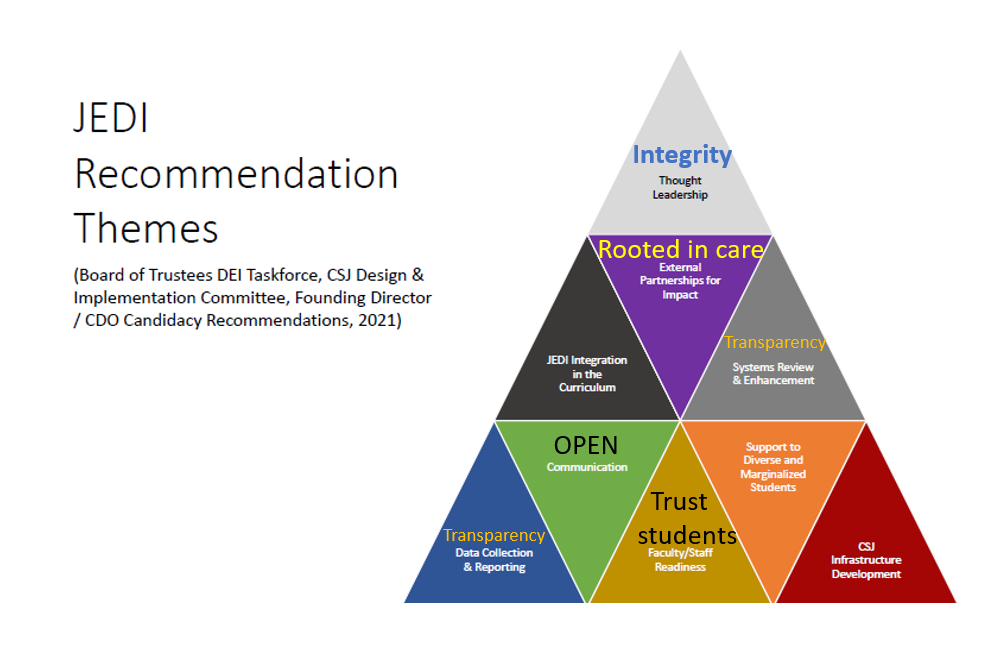 JEDI
Recommendation
Themes
(Board of Trustees DEI Taskforce, CSJ Design &
Implementation Committee, Founding Director
/ CDO Candidacy Recommendations, 2021)
Integrity
Thought
Leadership
Rooted in care
External
Partnerships for
Impact
JEDI Integration
in the
Curriculum
Transparency
Systems Review
& Enhancement
OPEN
Communication
Support to
Diverse and
Marginalized
Students
Transparency
Data Collection
& Reporting
Trust
students
Faculty/Staff
Readiness
CSJ
Infrastructure
Development